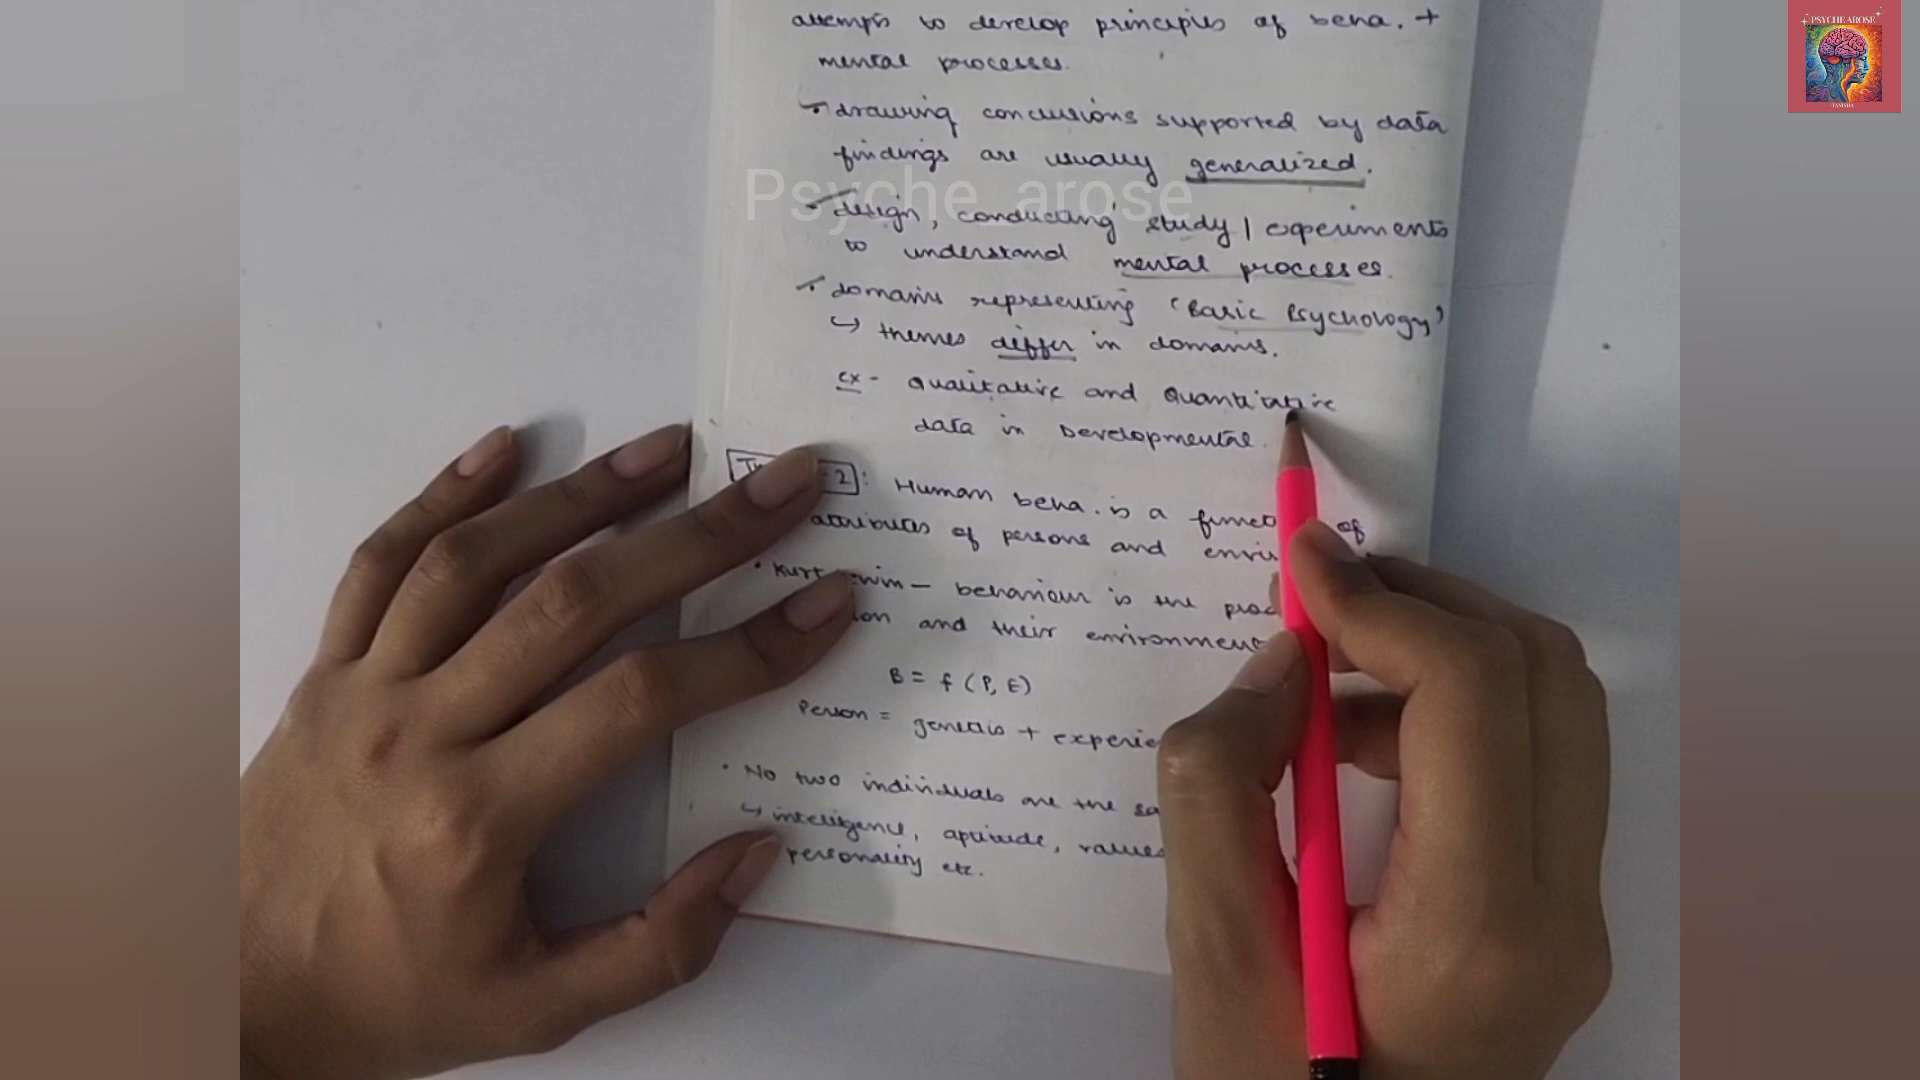 attempts to develop principles of beha. +
mental processes.
• drawing conclusions supported by data
findings are usually generalized.
• design, conducting study / experiments
to understand mental processes.
• domains representing 'Basic Psychology'
↳ themes differ in domains.
ex - Qualitative and Quantitative
data in Developmental.
-2 : Human beha. is a of
attributes of persons and
• Kurt — behaviour is the
and their environment
B = f (P, E)
Person = genetics +
• No two individuals are the
↳ intelligence, aptitude, values
personality etc.
Psyche_arose
PSYCHE AROSE